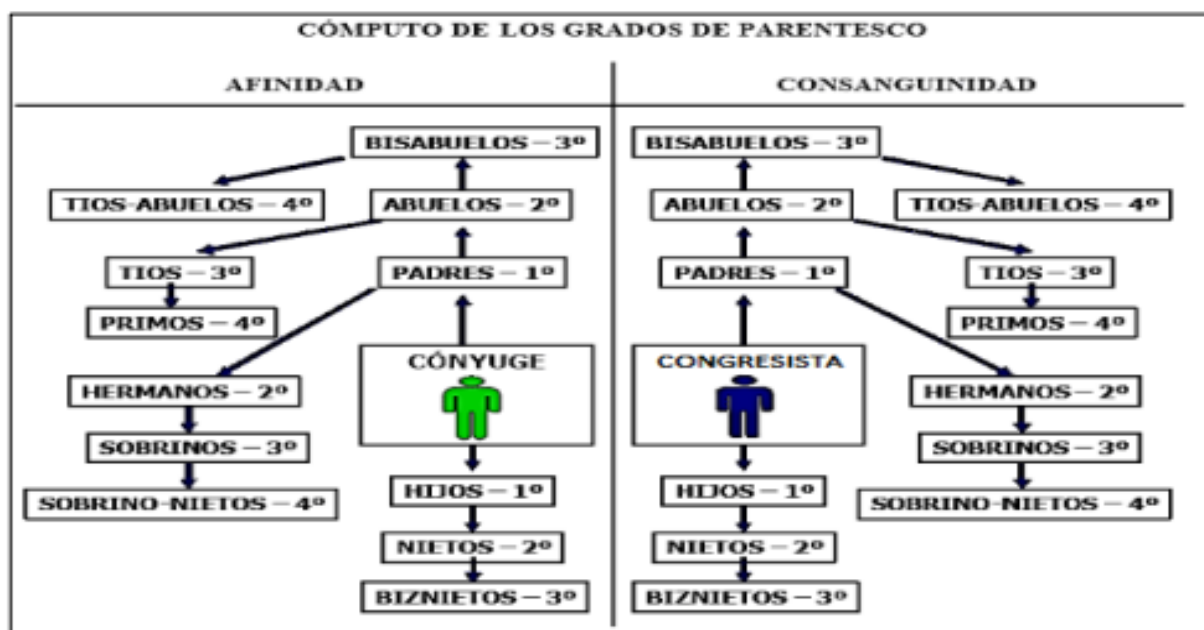 CÓMPUTO DE LOS GRADOS DE PARENTESCO
AFINIDAD
BISABUELOS – 3º
TIOS-ABUELOS – 4º
ABUELOS – 2º
TIOS – 3º
PADRES – 1º
PRIMOS – 4º
CÓNYUGE
HERMANOS – 2º
SOBRINOS – 3º
HIJOS – 1º
SOBRINO-NIETOS – 4º
NIETOS – 2º
BIZNIETOS – 3º
CONSANGUINIDAD
BISABUELOS – 3º
ABUELOS – 2º
TIOS-ABUELOS – 4º
PADRES – 1º
TIOS – 3º
PRIMOS – 4º
CONGRESISTA
HERMANOS – 2º
SOBRINOS – 3º
HIJOS – 1º
SOBRINO-NIETOS – 4º
NIETOS – 2º
BIZNIETOS – 3º